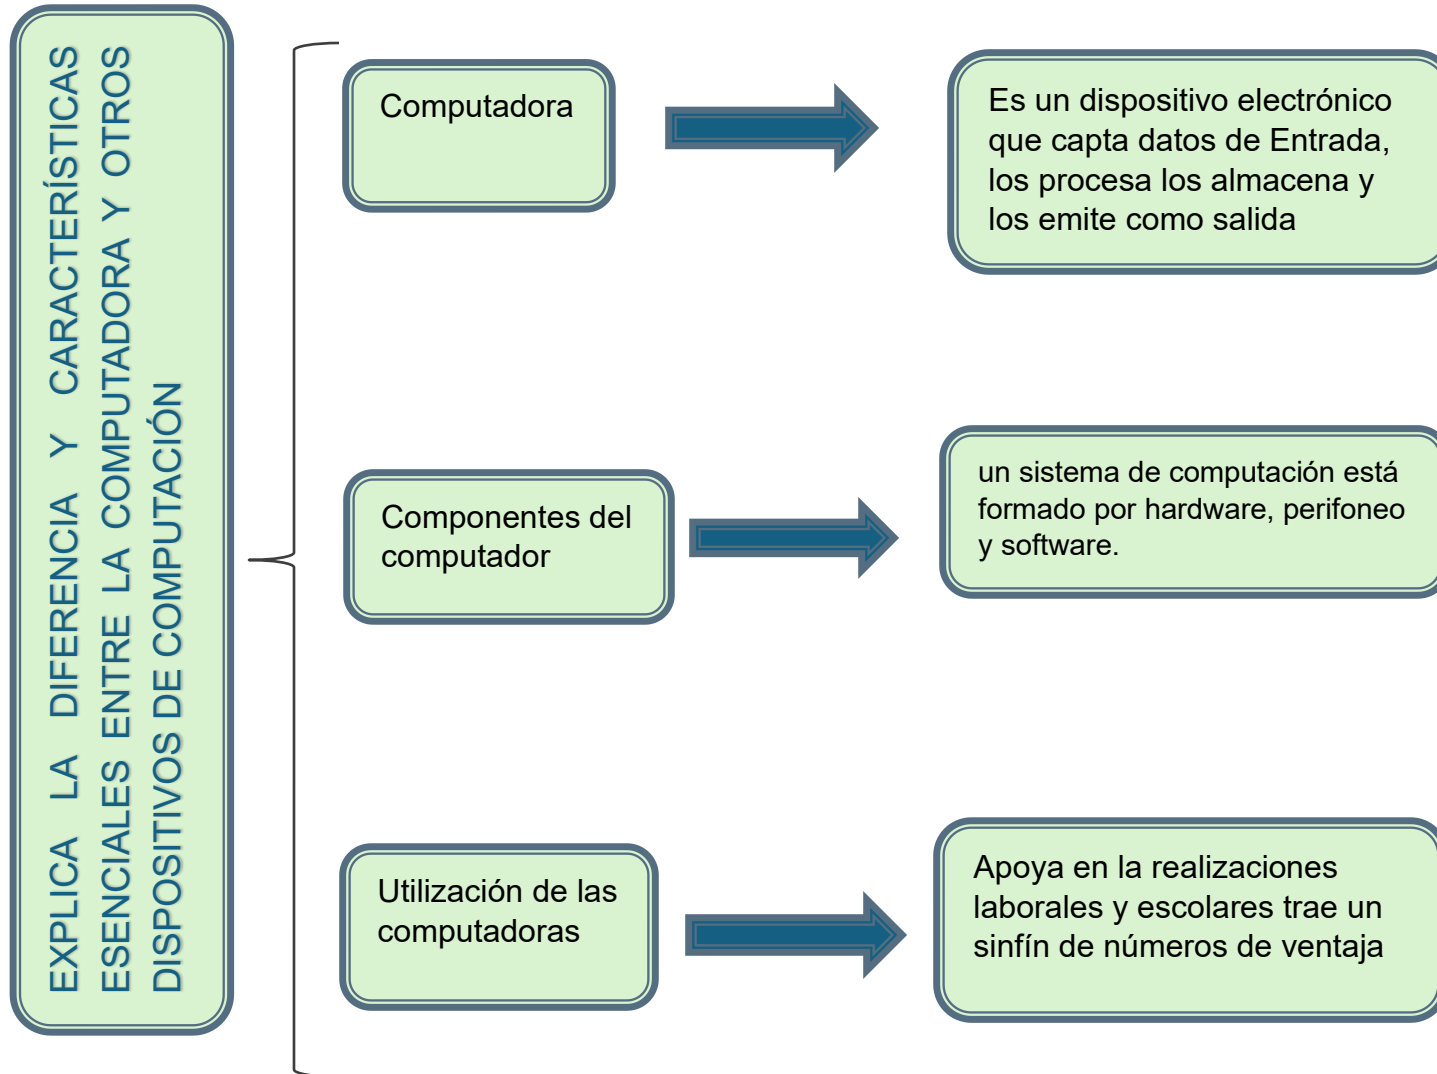 EXPLICA LA DIFERENCIA Y CARACTERÍSTICAS
ESENCIALES ENTRE LA COMPUTADORA Y OTROS
DISPOSITIVOS DE COMPUTACIÓN
Computadora
Es un dispositivo electrónico
que capta datos de Entrada,
los procesa los almacena y
los emite como salida
Componentes del
computador
un sistema de computación está
formado por hardware, perifoneo
y software.
Utilización de las
computadoras
Apoya en la realizaciones
laborales y escolares trae un
sinfín de números de ventaja